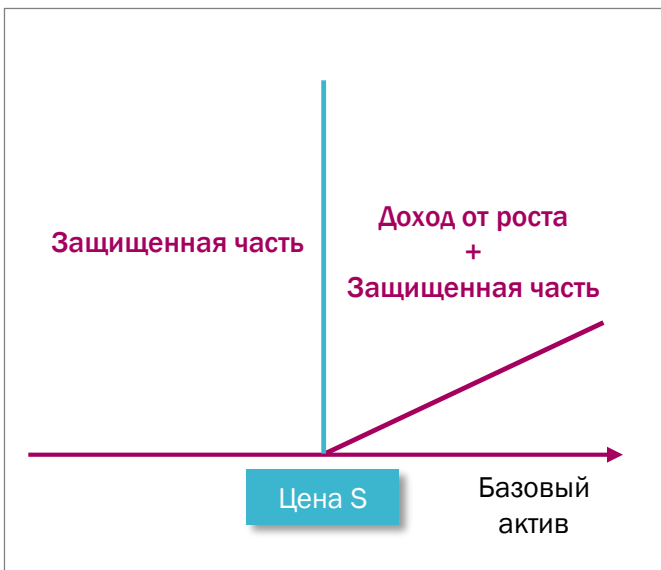 Защищенная часть
Доход от роста
+
Защищенная часть
Цена S
Базовый
актив